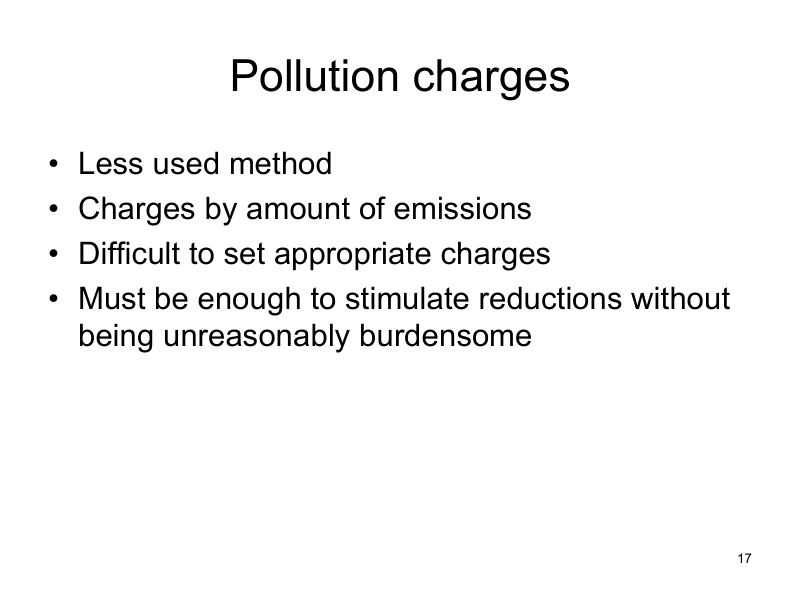 Pollution charges
• Less used method
• Charges by amount of emissions
• Difficult to set appropriate charges
• Must be enough to stimulate reductions without
being unreasonably burdensome
17